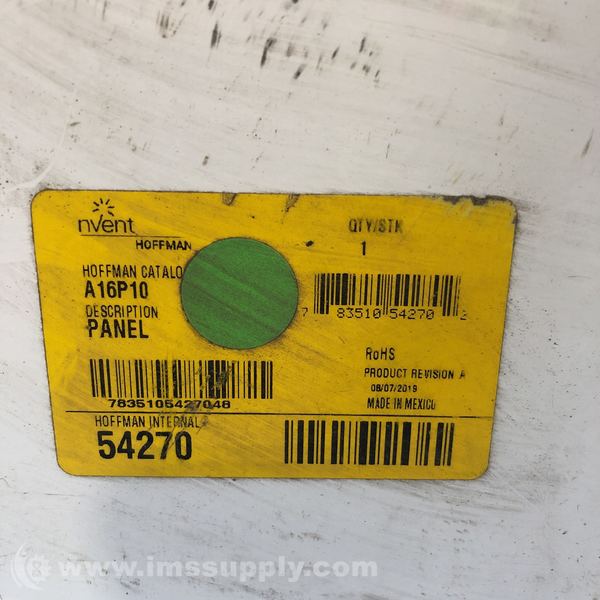 nVent
HOFFMAN
QTY/STK
1
HOFFMAN CATALO
A16P10
DESCRIPTION
PANEL
7 83510 54270 2
7835105427048
RoHS
PRODUCT REVISION A
08/07/2019
MADE IN MEXICO
HOFFMAN INTERNAL
54270
© www.imssupply.com